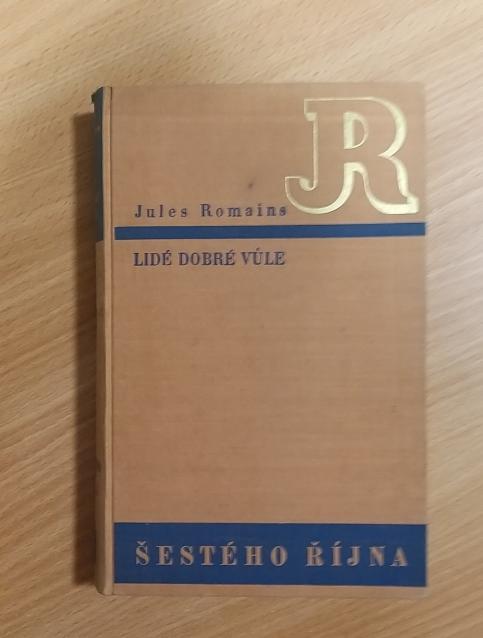 JR
Jules Romains
LIDÉ DOBRÉ VŮLE
ŠESTÉHO ŘÍJNA